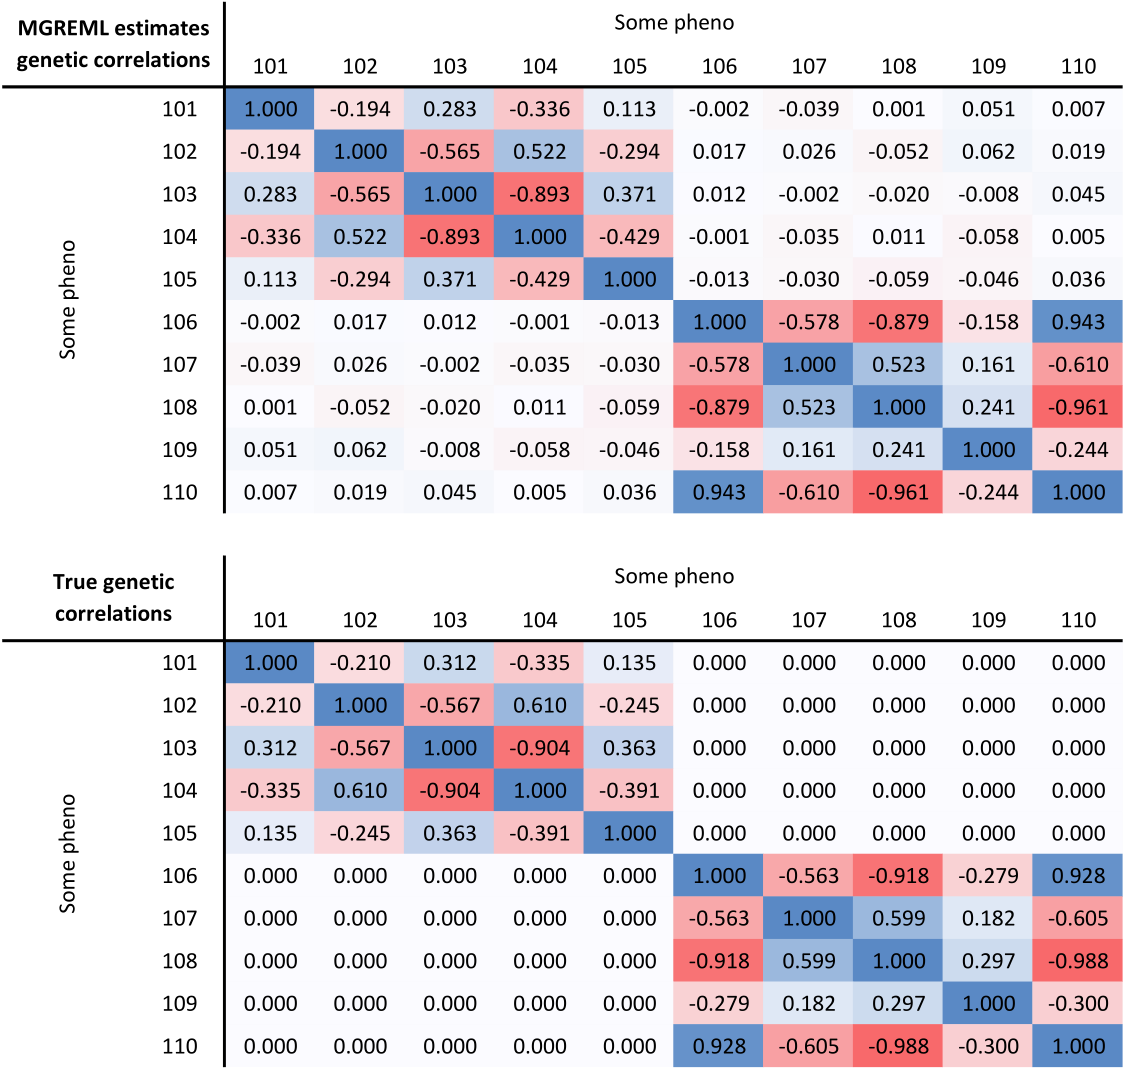 MGREML estimates
genetic correlations
Some pheno
101 102 103 104 105 106 107 108 109 110
Some pheno
101 1.000 -0.194 0.283 -0.336 0.113 -0.002 -0.039 0.001 0.051 0.007
102 -0.194 1.000 -0.565 0.522 -0.294 0.017 0.026 -0.052 0.062 0.019
103 0.283 -0.565 1.000 -0.893 0.371 0.012 -0.002 -0.020 -0.008 0.045
104 -0.336 0.522 -0.893 1.000 -0.429 -0.001 -0.035 0.011 -0.058 0.005
105 0.113 -0.294 0.371 -0.429 1.000 -0.013 -0.030 -0.059 -0.046 0.036
106 -0.002 0.017 0.012 -0.001 -0.013 1.000 -0.578 -0.879 -0.158 0.943
107 -0.039 0.026 -0.002 -0.035 -0.030 -0.578 1.000 0.523 0.161 -0.610
108 0.001 -0.052 -0.020 0.011 -0.059 -0.879 0.523 1.000 0.241 -0.961
109 0.051 0.062 -0.008 -0.058 -0.046 -0.158 0.161 0.241 1.000 -0.244
110 0.007 0.019 0.045 0.005 0.036 0.943 -0.610 -0.961 -0.244 1.000
True genetic
correlations
Some pheno
101 102 103 104 105 106 107 108 109 110
Some pheno
101 1.000 -0.210 0.312 -0.335 0.135 0.000 0.000 0.000 0.000 0.000
102 -0.210 1.000 -0.567 0.610 -0.245 0.000 0.000 0.000 0.000 0.000
103 0.312 -0.567 1.000 -0.904 0.363 0.000 0.000 0.000 0.000 0.000
104 -0.335 0.610 -0.904 1.000 -0.391 0.000 0.000 0.000 0.000 0.000
105 0.135 -0.245 0.363 -0.391 1.000 0.000 0.000 0.000 0.000 0.000
106 0.000 0.000 0.000 0.000 0.000 1.000 -0.563 -0.918 -0.279 0.928
107 0.000 0.000 0.000 0.000 0.000 -0.563 1.000 0.599 0.182 -0.605
108 0.000 0.000 0.000 0.000 0.000 -0.918 0.599 1.000 0.297 -0.988
109 0.000 0.000 0.000 0.000 0.000 -0.279 0.182 0.297 1.000 -0.300
110 0.000 0.000 0.000 0.000 0.000 0.928 -0.605 -0.988 -0.300 1.000